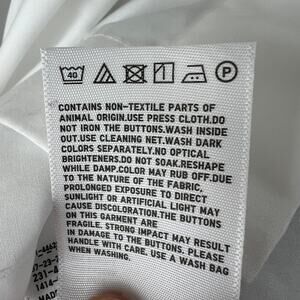 40 P
CONTAINS NON-TEXTILE PARTS OF
ANIMAL ORIGIN.USE PRESS CLOTH.DO
NOT IRON THE BUTTONS.WASH INSIDE
OUT.USE CLEANING NET.WASH DARK
COLORS SEPARATELY.NO OPTICAL
BRIGHTENERS.DO NOT SOAK.RESHAPE
WHILE DAMP.COLOR MAY RUB OFF.DUE
TO THE NATURE OF THE FABRIC,
PROLONGED EXPOSURE TO DIRECT
SUNLIGHT OR ARTIFICIAL LIGHT MAY
CAUSE DISCOLORATION.THE BUTTONS
ON THIS GARMENT ARE
FRAGILE. STRONG IMPACT MAY RESULT
IN DAMAGE TO THE BUTTONS. PLEASE
HANDLE WITH CARE. USE A WASH BAG
WHEN WASHING.